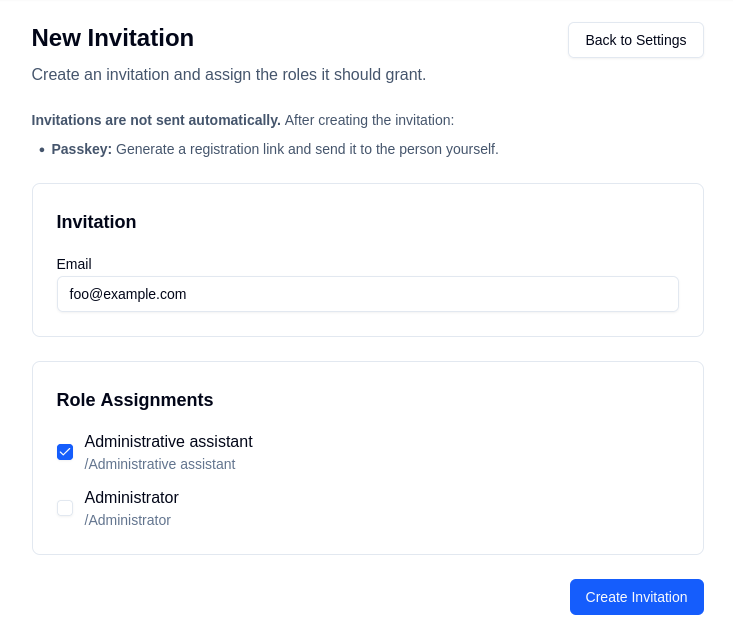 New Invitation
Back to Settings
Create an invitation and assign the roles it should grant.
Invitations are not sent automatically. After creating the invitation:
• Passkey: Generate a registration link and send it to the person yourself.
Invitation
Email
foo@example.com
Role Assignments
Administrative assistant
/Administrative assistant
Administrator
/Administrator
Create Invitation